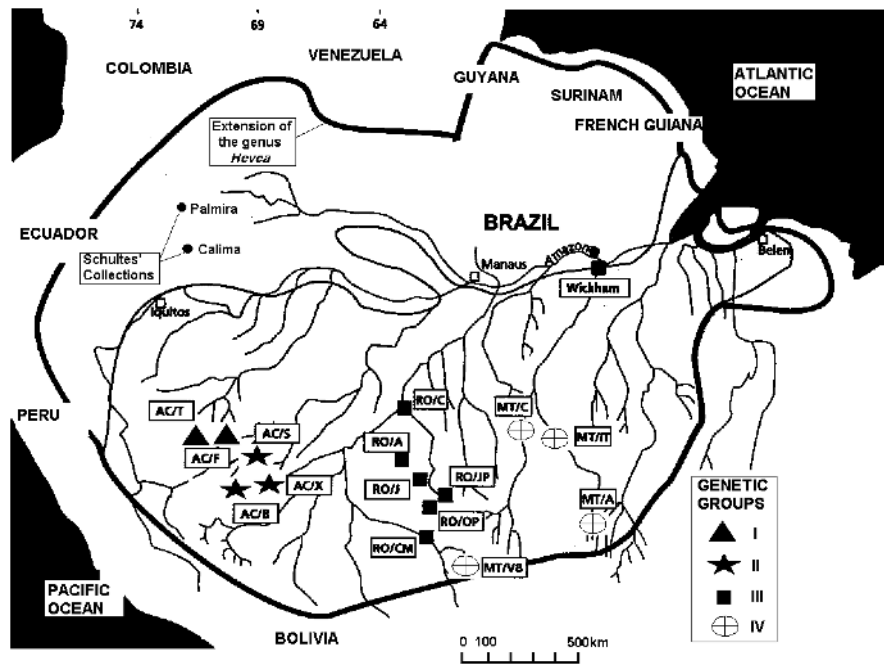 74 69 64
COLOMBIA
VENEZUELA
GUYANA
SURINAM
FRENCH GUIANA
ATLANTIC
OCEAN
Extension of
the genus
Hevea
Palmira
Calima
ECUADOR
Schultes'
Collections
BRAZIL
Amazon
Manaus
Belen
Wickham
Iquitos
PERU
AC/T
AC/S
AC/F
AC/X
AC/B
RO/C
RO/A
RO/J
RO/JP
RO/OP
RO/CM
MT/C
MT/IT
MT/A
MT/VB
GENETIC
GROUPS
I
II
III
IV
PACIFIC
OCEAN
BOLIVIA
0 100 500km